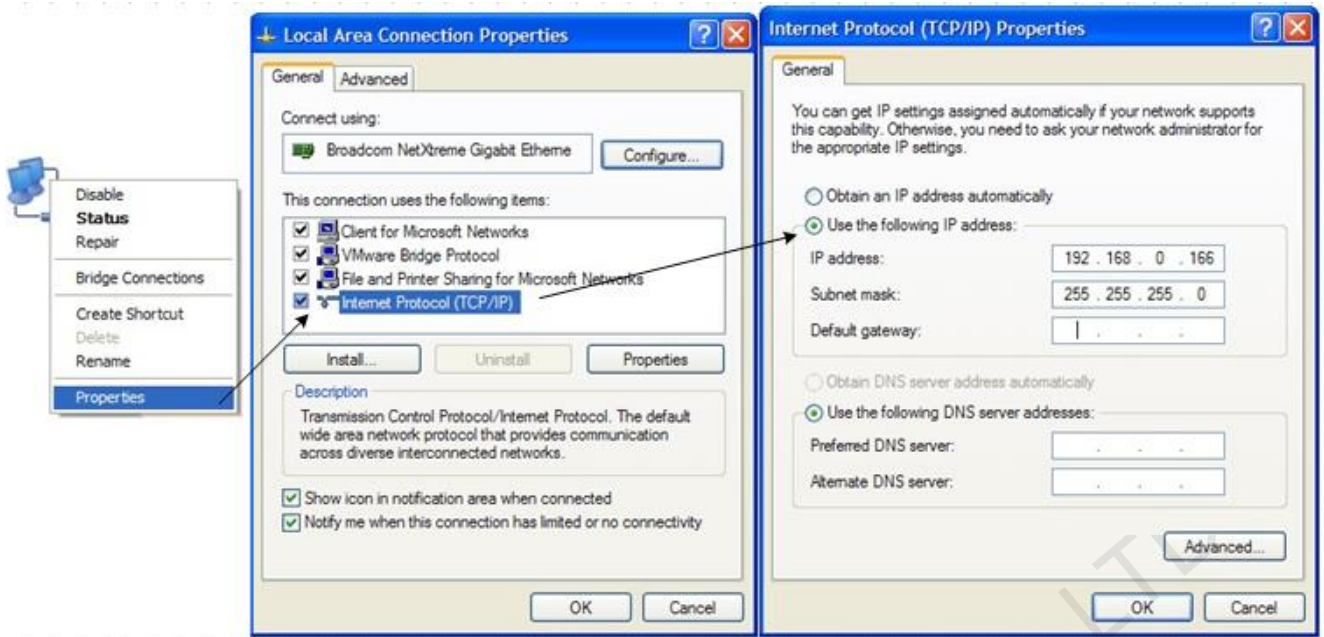 Disable
Status
Repair
Bridge Connections
Create Shortcut
Delete
Rename
Properties
Local Area Connection Properties
General Advanced
Connect using:
Broadcom NetXtreme Gigabit Etherne Configure...
This connection uses the following items:
Client for Microsoft Networks
VMware Bridge Protocol
File and Printer Sharing for Microsoft Networks
Internet Protocol (TCP/IP)
Install... Uninstall Properties
Description
Transmission Control Protocol/Internet Protocol. The default
wide area network protocol that provides communication
across diverse interconnected networks.
Show icon in notification area when connected
Notify me when this connection has limited or no connectivity
OK Cancel
Internet Protocol (TCP/IP) Properties
General
You can get IP settings assigned automatically if your network supports
this capability. Otherwise, you need to ask your network administrator for
the appropriate IP settings.
Obtain an IP address automatically
Use the following IP address:
IP address: 192 . 168 . 0 . 166
Subnet mask: 255 . 255 . 255 . 0
Default gateway: . . .
Obtain DNS server address automatically
Use the following DNS server addresses:
Preferred DNS server: . . .
Alternate DNS server: . . .
Advanced...
OK Cancel